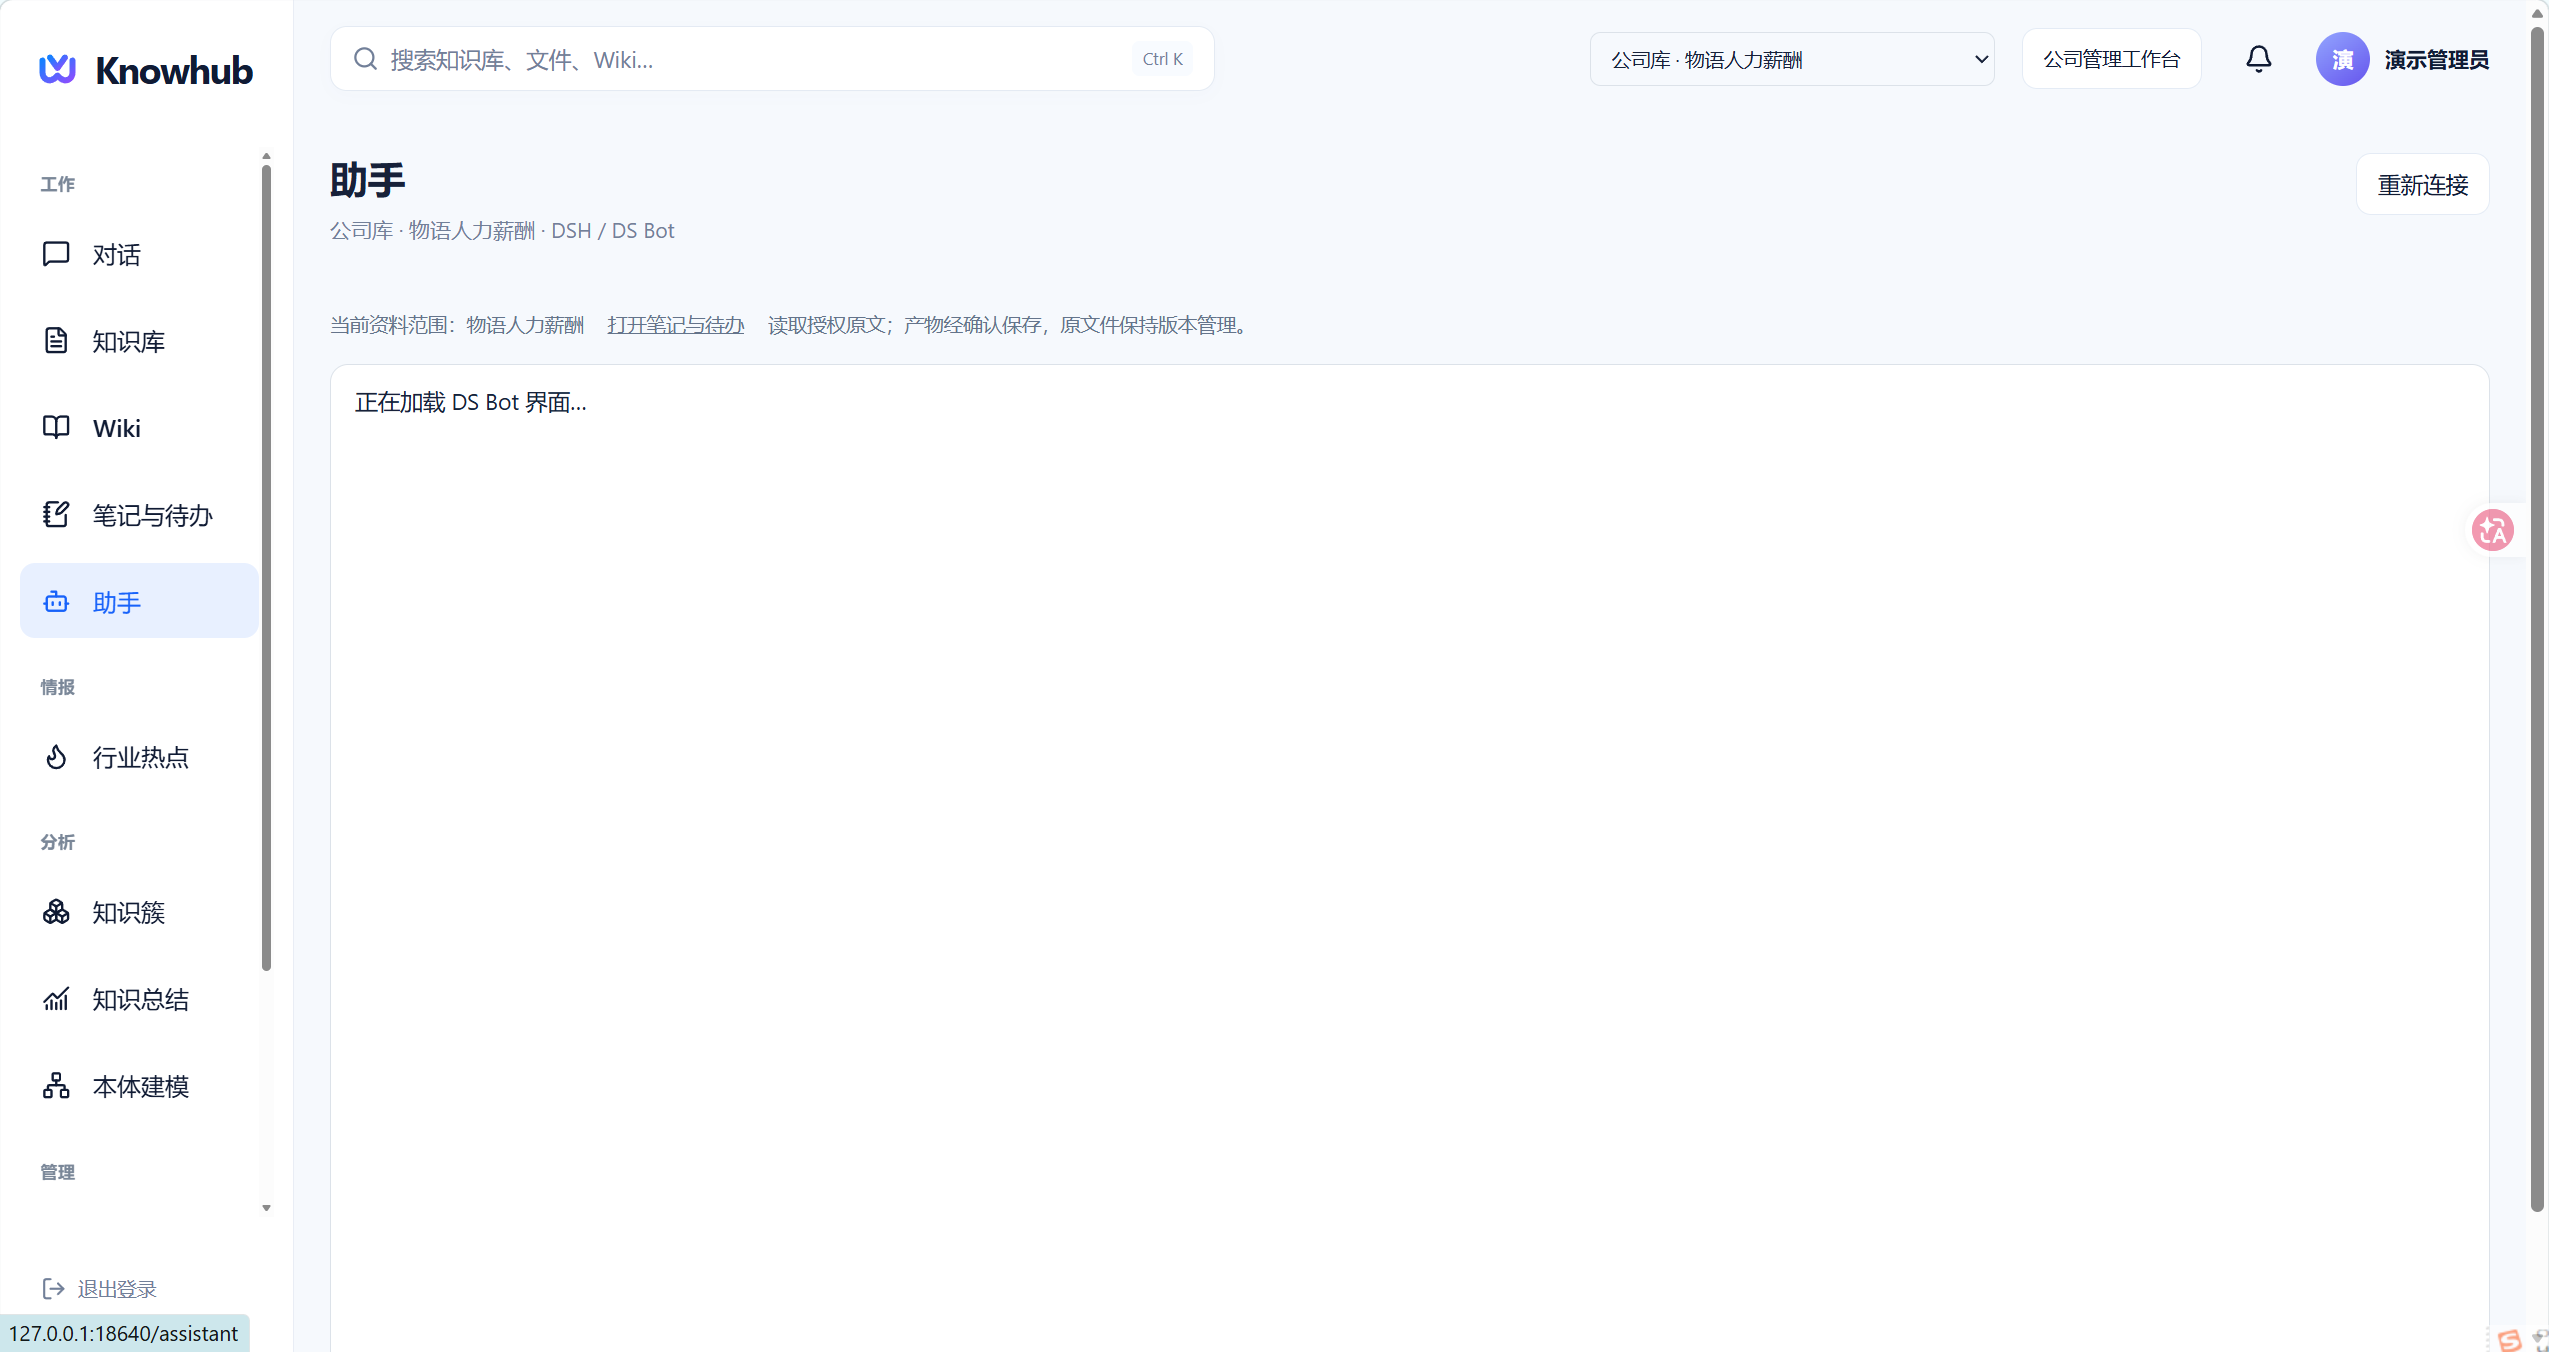 Knowhub
搜索知识库、文件、Wiki...
Ctrl K
公司库 · 物语人力薪酬
公司管理工作台
演
演示管理员
工作
对话
知识库
Wiki
笔记与待办
助手
情报
行业热点
分析
知识簇
知识总结
本体建模
管理
退出登录
127.0.0.1:18640/assistant
助手
重新连接
公司库 · 物语人力薪酬 · DSH / DS Bot
当前资料范围：物语人力薪酬 打开笔记与待办 读取授权原文；产物经确认保存，原文件保持版本管理。
正在加载 DS Bot 界面...